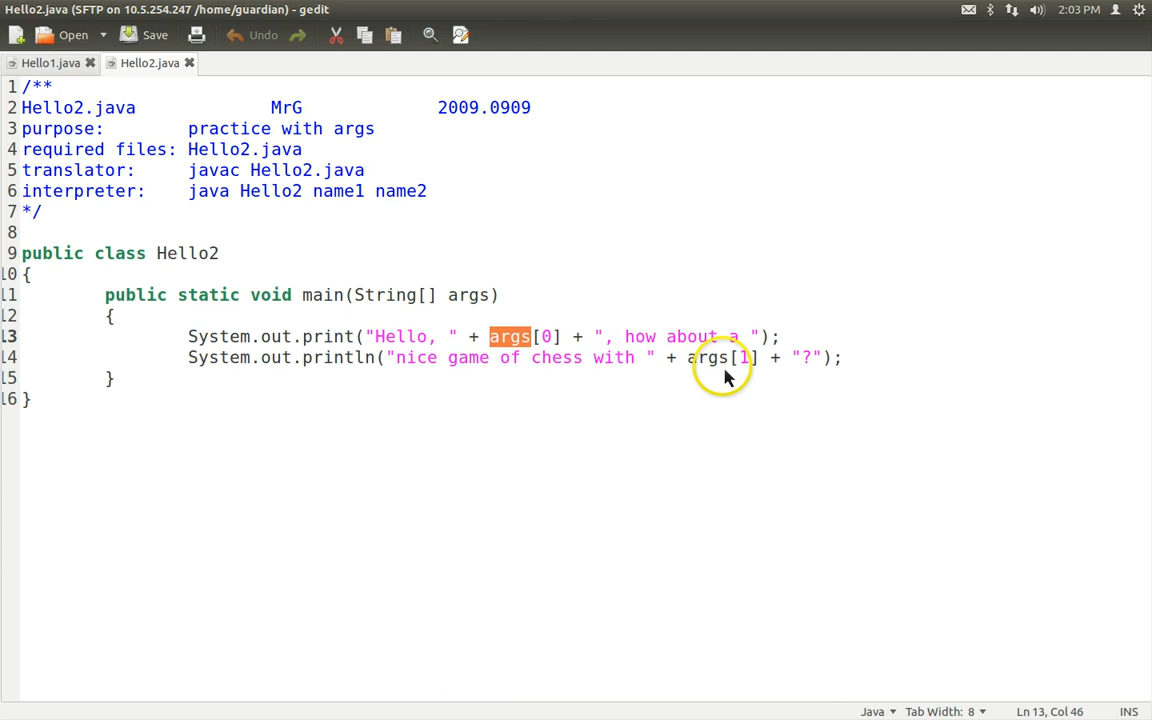 Hello2.java (SFTP on 10.5.254.247 /home/guardian) - gedit
2:03 PM
Open
Save
Undo
Hello1.java
Hello2.java
1 /**
2 Hello2.java MrG 2009.0909
3 purpose: practice with args
4 required files: Hello2.java
5 translator: javac Hello2.java
6 interpreter: java Hello2 name1 name2
7 */
8
9 public class Hello2
10 {
11 public static void main(String[] args)
12 {
13 System.out.print("Hello, " + args[0] + ", how about a ");
14 System.out.println("nice game of chess with " + args[1] + "?");
15 }
16 }
Java Tab Width: 8 Ln 13, Col 46 INS